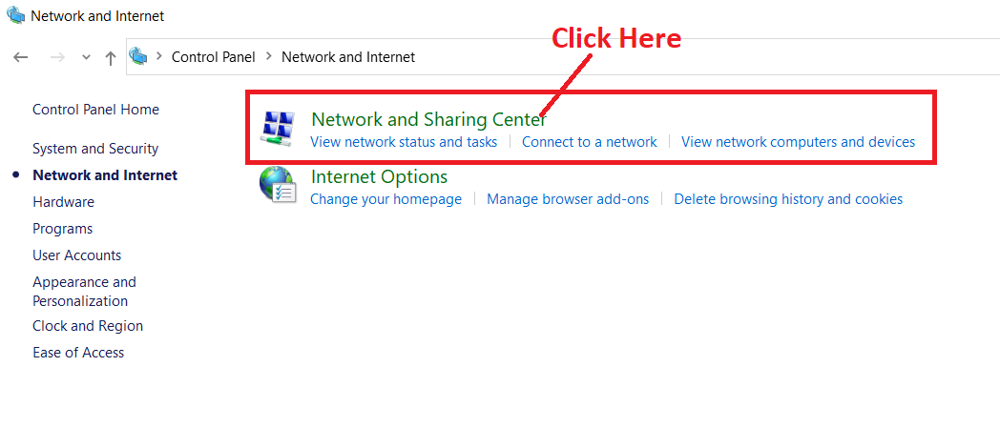 Network and Internet
Click Here
Control Panel Network and Internet
Control Panel Home
System and Security
Network and Internet
Hardware
Programs
User Accounts
Appearance and
Personalization
Clock and Region
Ease of Access
Network and Sharing Center
View network status and tasks Connect to a network View network computers and devices
Internet Options
Change your homepage Manage browser add-ons Delete browsing history and cookies